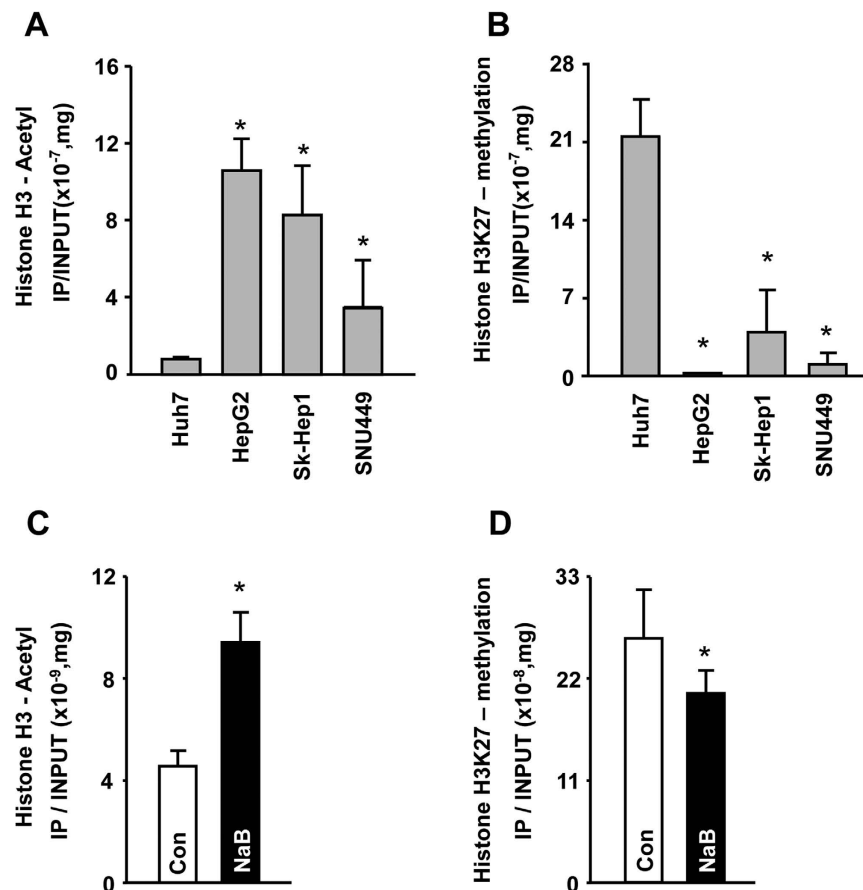 A
Histone H3 - Acetyl
IP/INPUT(x10⁻⁷,mg)
16
12
8
4
0
*
*
*
Huh7
HepG2
Sk-Hep1
SNU449
B
Histone H3K27 – methylation
IP/INPUT(x10⁻⁷,mg)
28
21
14
7
0
*
*
*
Huh7
HepG2
Sk-Hep1
SNU449
C
Histone H3 - Acetyl
IP / INPUT (x10⁻⁹,mg)
12
8
4
0
*
Con
NaB
D
Histone H3K27 – methylation
IP / INPUT (x10⁻⁸,mg)
33
22
11
0
*
Con
NaB